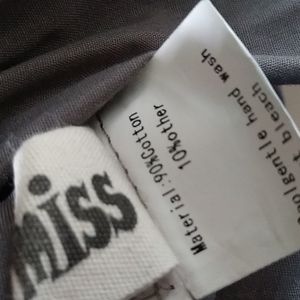 miss
Material:90%Cotton
10%other
gentle hand wash
bleach